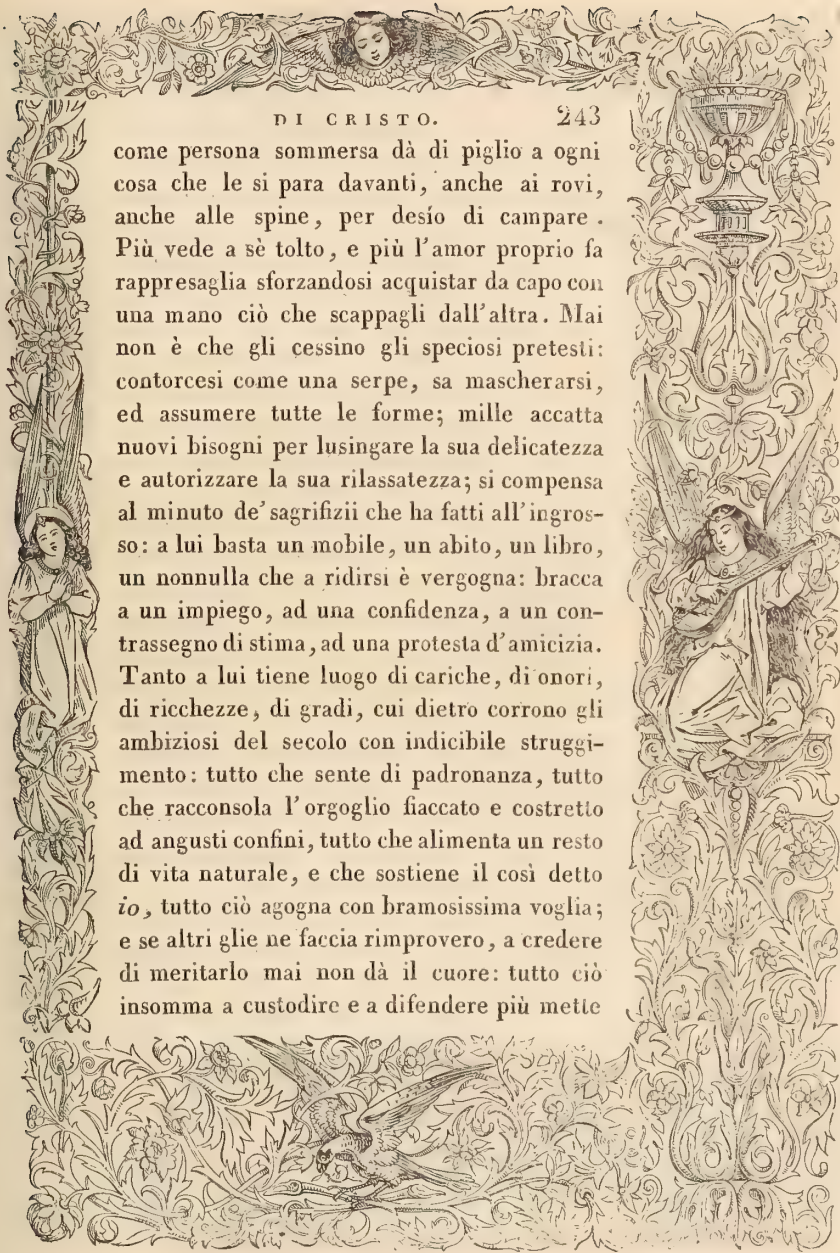 DI CRISTO. 243
come persona sommersa dà di piglio a ogni
cosa che le si para davanti, anche ai rovi,
anche alle spine, per desío di campare.
Più vede a sè tolto, e più l'amor proprio fa
rappresaglia sforzandosi acquistar da capo con
una mano ciò che scappagli dall'altra. Mai
non è che gli cessino gli speciosi pretesti:
contorcesi come una serpe, sa mascherarsi,
ed assumere tutte le forme; mille accatta
nuovi bisogni per lusingare la sua delicatezza
e autorizzare la sua rilassatezza; si compensa
al minuto de' sagrifizii che ha fatti all'ingros-
so: a lui basta un mobile, un abito, un libro,
un nonnulla che a ridirsi è vergogna: bracca
a un impiego, ad una confidenza, a un con-
trassegno di stima, ad una protesta d'amicizia.
Tanto a lui tiene luogo di cariche, di onori,
di ricchezze, di gradi, cui dietro corrono gli
ambiziosi del secolo con indicibile struggi-
mento: tutto che sente di padronanza, tutto
che racconsola l'orgoglio fiaccato e costretto
ad angusti confini, tutto che alimenta un resto
di vita naturale, e che sostiene il così detto
io, tutto ciò agogna con bramosissima voglia;
e se altri glie ne faccia rimprovero, a credere
di meritarlo mai non dà il cuore: tutto ciò
insomma a custodire e a difendere più mette